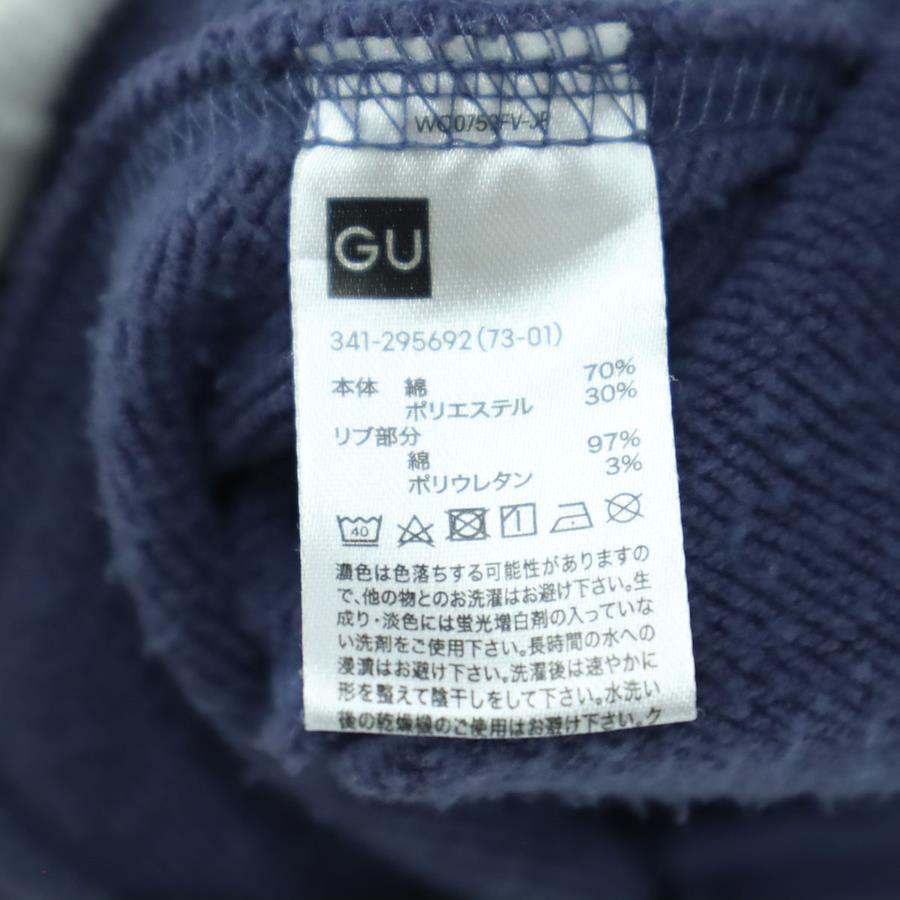 WC0759FV-JP
GU
341-295692(73-01)
本体 綿 70%
ポリエステル 30%
リブ部分
綿 97%
ポリウレタン 3%
40
濃色は色落ちする可能性がありますの
で、他の物とのお洗濯はお避け下さい。生
成り・淡色には蛍光増白剤の入っていな
い洗剤をご使用下さい。長時間の水への
浸漬はお避け下さい。洗濯後は速やかに
形を整えて陰干しをして下さい。水洗い
後の乾燥機のご使用はお避け下さい。ク